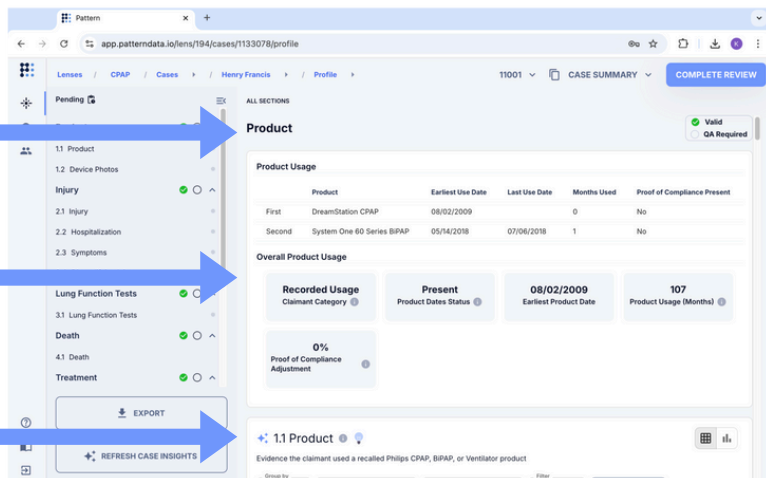 Pattern
app.patterndata.io/lens/194/cases/1133078/profile
K
Lenses / CPAP / Cases / Henry Francis / Profile
11001
CASE SUMMARY
COMPLETE REVIEW
Pending
1.1 Product
1.2 Device Photos
Injury
2.1 Injury
2.2 Hospitalization
2.3 Symptoms
Lung Function Tests
3.1 Lung Function Tests
Death
4.1 Death
Treatment
EXPORT
REFRESH CASE INSIGHTS
ALL SECTIONS
Product
Valid
QA Required
Product Usage
Product Earliest Use Date Last Use Date Months Used Proof of Compliance Present
First DreamStation CPAP 08/02/2009 0 No
Second System One 60 Series BiPAP 05/14/2018 07/06/2018 1 No
Overall Product Usage
Recorded Usage
Claimant Category
Present
Product Dates Status
08/02/2009
Earliest Product Date
107
Product Usage (Months)
0%
Proof of Compliance
Adjustment
1.1 Product
Evidence the claimant used a recalled Philips CPAP, BiPAP, or Ventilator product
Group by
Filter